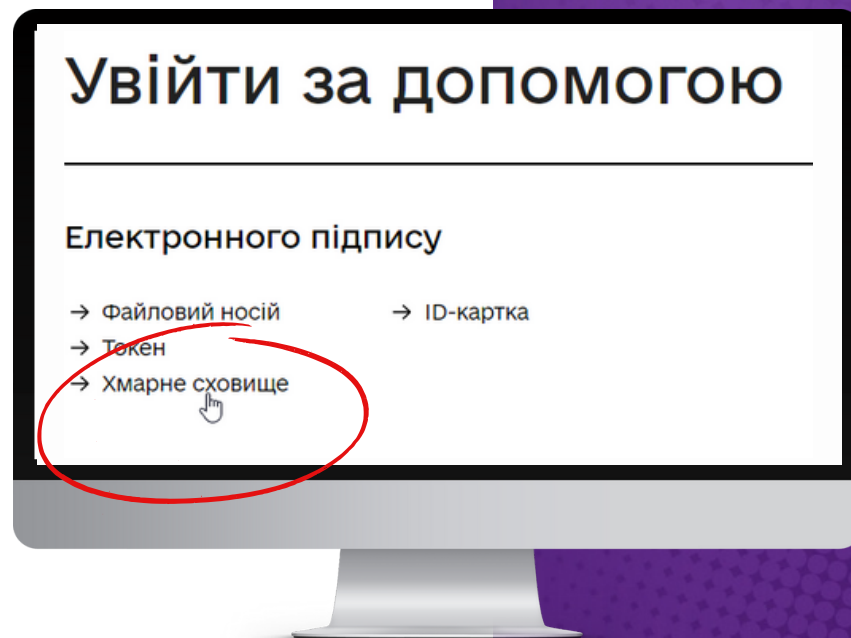 Увійти за допомогою
Електронного підпису
→ Файловий носій
→ Токен
→ Хмарне сховище
→ ID-картка